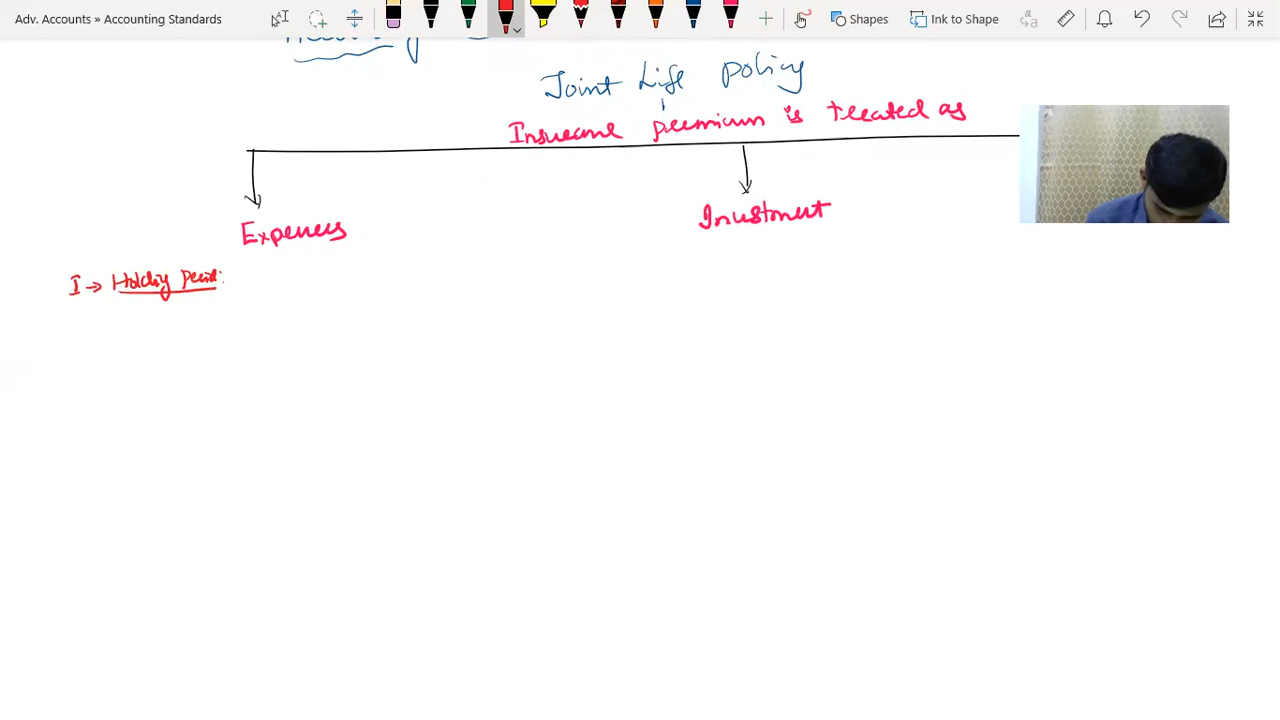 Adv. Accounts » Accounting Standards
Shapes
Ink to Shape
Joint Life policy
Insurance premium is treated as
Expenses
Investment
I → Holding Period: